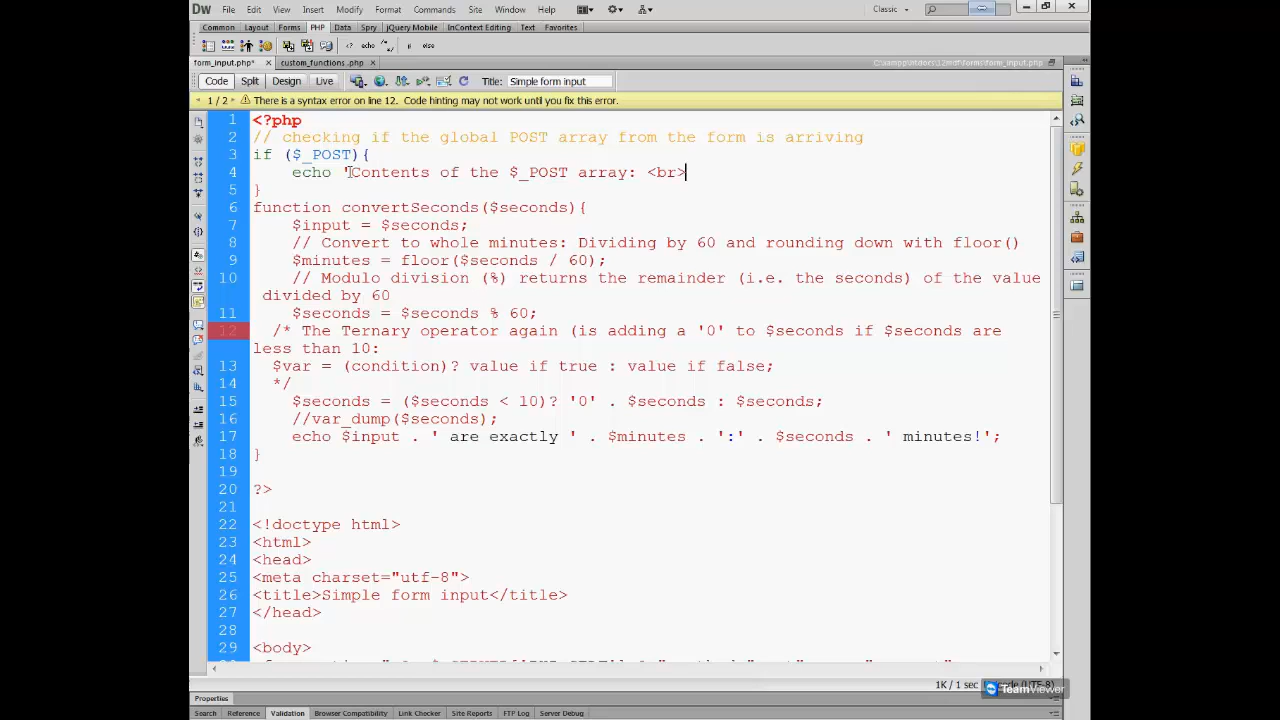 Dw File Edit View Insert Modify Format Commands Site Window Help Classic
Common Layout Forms PHP Data Spry jQuery Mobile InContext Editing Text Favorites
<? echo /**/ if else
form_input.php* × custom_functions.php ×
Code Split Design Live Title: Simple form input
1 / 2 There is a syntax error on line 12. Code hinting may not work until you fix this error.
1 <?php
2 // checking if the global POST array from the form is arriving
3 if ($_POST){
4 echo 'Contents of the $_POST array: <br>
5 }
6 function convertSeconds($seconds){
7 $input = $seconds;
8 // Convert to whole minutes: Dividing by 60 and rounding down with floor()
9 $minutes = floor($seconds / 60);
10 // Modulo division (%) returns the remainder (i.e. the seconds) of the value
divided by 60
11 $seconds = $seconds % 60;
12 /* The Ternary operator again (is adding a '0' to $seconds if $seconds are
less than 10:
13 $var = (condition)? value if true : value if false;
14 */
15 $seconds = ($seconds < 10)? '0' . $seconds : $seconds;
16 //var_dump($seconds);
17 echo $input . ' are exactly ' . $minutes . ':' . $seconds . ' minutes!';
18 }
19
20 ?>
21
22 <!doctype html>
23 <html>
24 <head>
25 <meta charset="utf-8">
26 <title>Simple form input</title>
27 </head>
28
29 <body>
1K / 1 sec
TeamViewer
Properties
Search Reference Validation Browser Compatibility Link Checker Site Reports FTP Log Server Debug